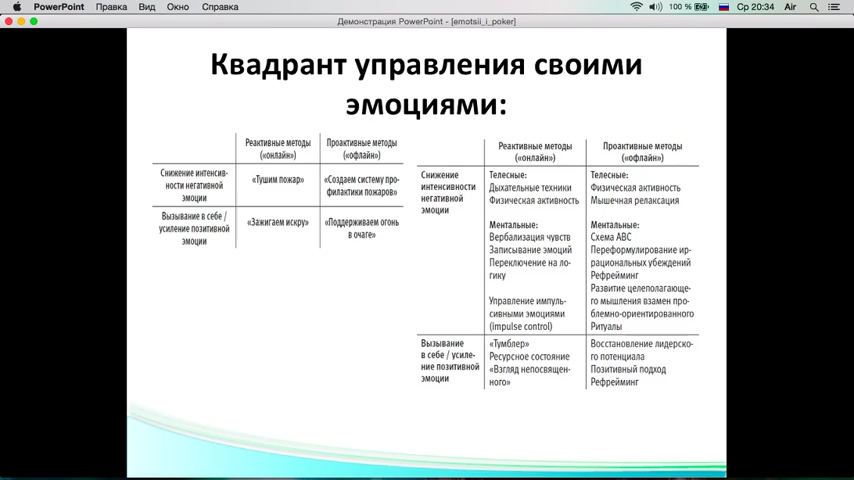 PowerPoint Правка Вид Окно Справка 100 % Ср 20:34 Air
Демонстрация PowerPoint - [emotsii_i_poker]
Квадрант управления своими
эмоциями:
Реактивные методы
(«онлайн»)
Проактивные методы
(«офлайн»)
Снижение интенсив-
ности негативной
эмоции
«Тушим пожар»
«Создаем систему про-
филактики пожаров»
Вызывание в себе /
усиление позитивной
эмоции
«Зажигаем искру»
«Поддерживаем огонь
в очаге»
Реактивные методы
(«онлайн»)
Проактивные методы
(«офлайн»)
Снижение
интенсивности
негативной
эмоции
Телесные:
Дыхательные техники
Физическая активность
Ментальные:
Вербализация чувств
Записывание эмоций
Переключение на ло-
гику
Управление импуль-
сивными эмоциями
(impulse control)
Телесные:
Физическая активность
Мышечная релаксация
Ментальные:
Схема ABC
Переформулирование ир-
рациональных убеждений
Рефрейминг
Развитие целеполагающе-
го мышления взамен про-
блемно-ориентированного
Ритуалы
Вызывание
в себе / усиле-
ние позитивной
эмоции
«Тумблер»
Ресурсное состояние
«Взгляд непосвящен-
ного»
Восстановление лидерско-
го потенциала
Позитивный подход
Рефрейминг